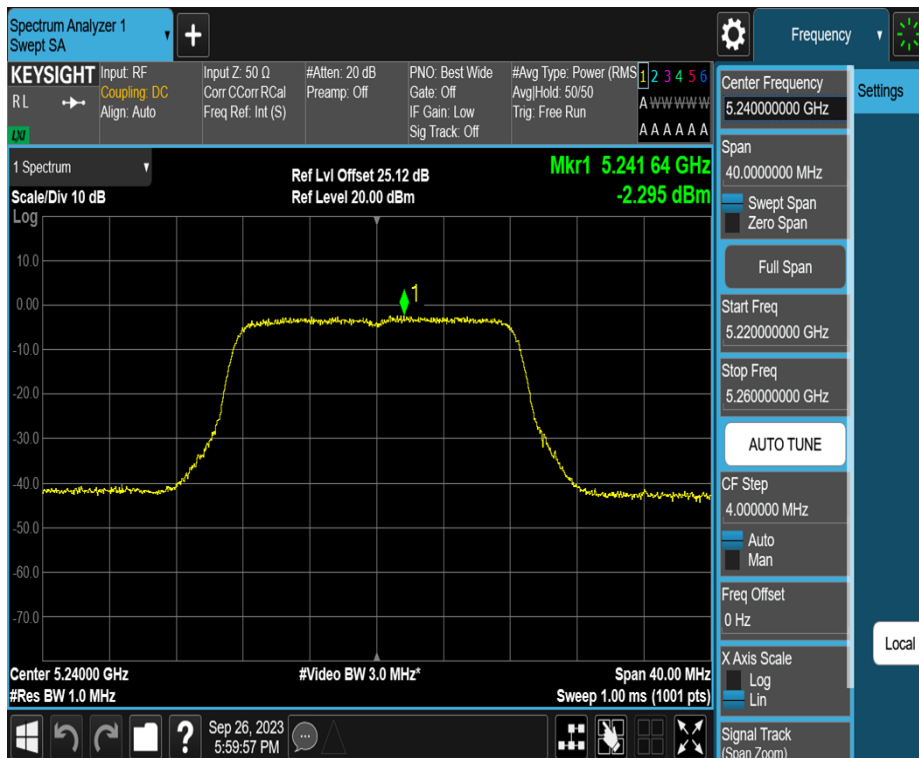 Spectrum Analyzer 1
Swept SA
+
Frequency
KEYSIGHT
RL
LXI
Input: RF
Coupling: DC
Align: Auto
Input Z: 50 Ω
Corr CCorr RCal
Freq Ref: Int (S)
#Atten: 20 dB
Preamp: Off
PNO: Best Wide
Gate: Off
IF Gain: Low
Sig Track: Off
#Avg Type: Power (RMS
Avg|Hold: 50/50
Trig: Free Run
1 2 3 4 5 6
A W W W W W
A A A A A A
1 Spectrum
Scale/Div 10 dB
Log
Ref Lvl Offset 25.12 dB
Ref Level 20.00 dBm
Mkr1 5.241 64 GHz
-2.295 dBm
10.0
0.00
-10.0
-20.0
-30.0
-40.0
-50.0
-60.0
-70.0
1
Center 5.24000 GHz
#Res BW 1.0 MHz
#Video BW 3.0 MHz*
Span 40.00 MHz
Sweep 1.00 ms (1001 pts)
Center Frequency
5.240000000 GHz
Span
40.0000000 MHz
Swept Span
Zero Span
Full Span
Start Freq
5.220000000 GHz
Stop Freq
5.260000000 GHz
AUTO TUNE
CF Step
4.000000 MHz
Auto
Man
Freq Offset
0 Hz
X Axis Scale
Log
Lin
Signal Track
(Span Zoom)
Settings
Local
?
Sep 26, 2023
5:59:57 PM